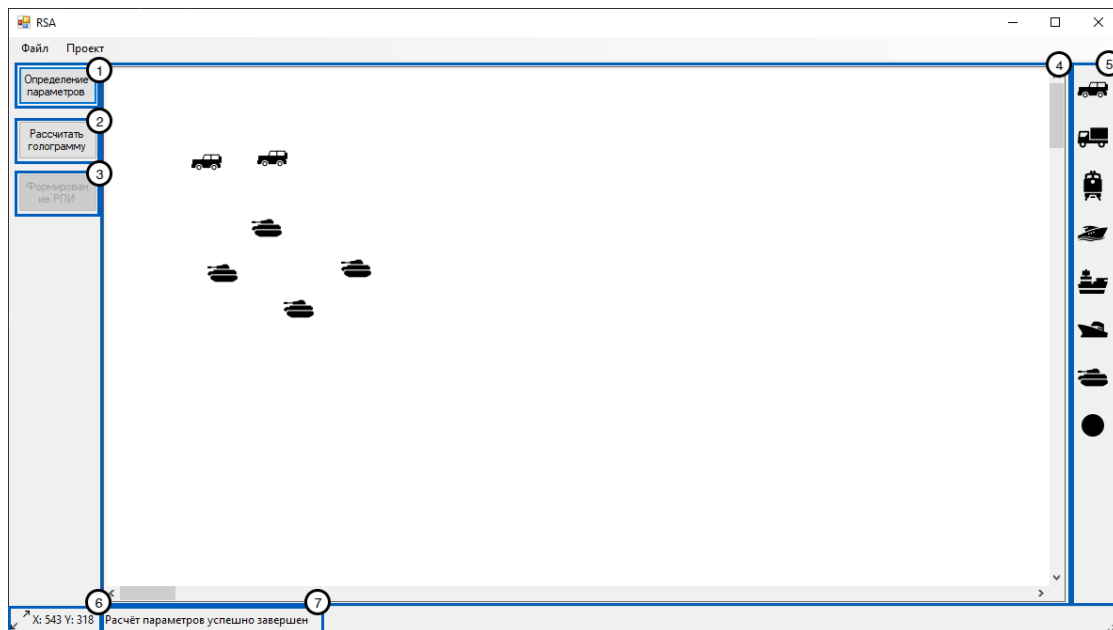 RSA
Файл Проект
1
Определение
параметров
2
Рассчитать
голограмму
3
Формирован
ие РПИ
4
5
6
X: 543 Y: 318
7
Расчёт параметров успешно завершен